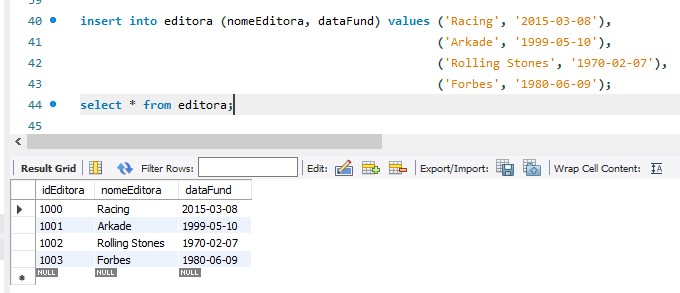 39
40 insert into editora (nomeEditora, dataFund) values ('Racing', '2015-03-08'),
41 ('Arkade', '1999-05-10'),
42 ('Rolling Stones', '1970-02-07'),
43 ('Forbes', '1980-06-09');
44 select * from editora;
45
Result Grid Filter Rows: Edit: Export/Import: Wrap Cell Content: IA
idEditora nomeEditora dataFund
1000 Racing 2015-03-08
1001 Arkade 1999-05-10
1002 Rolling Stones 1970-02-07
1003 Forbes 1980-06-09
NULL NULL NULL